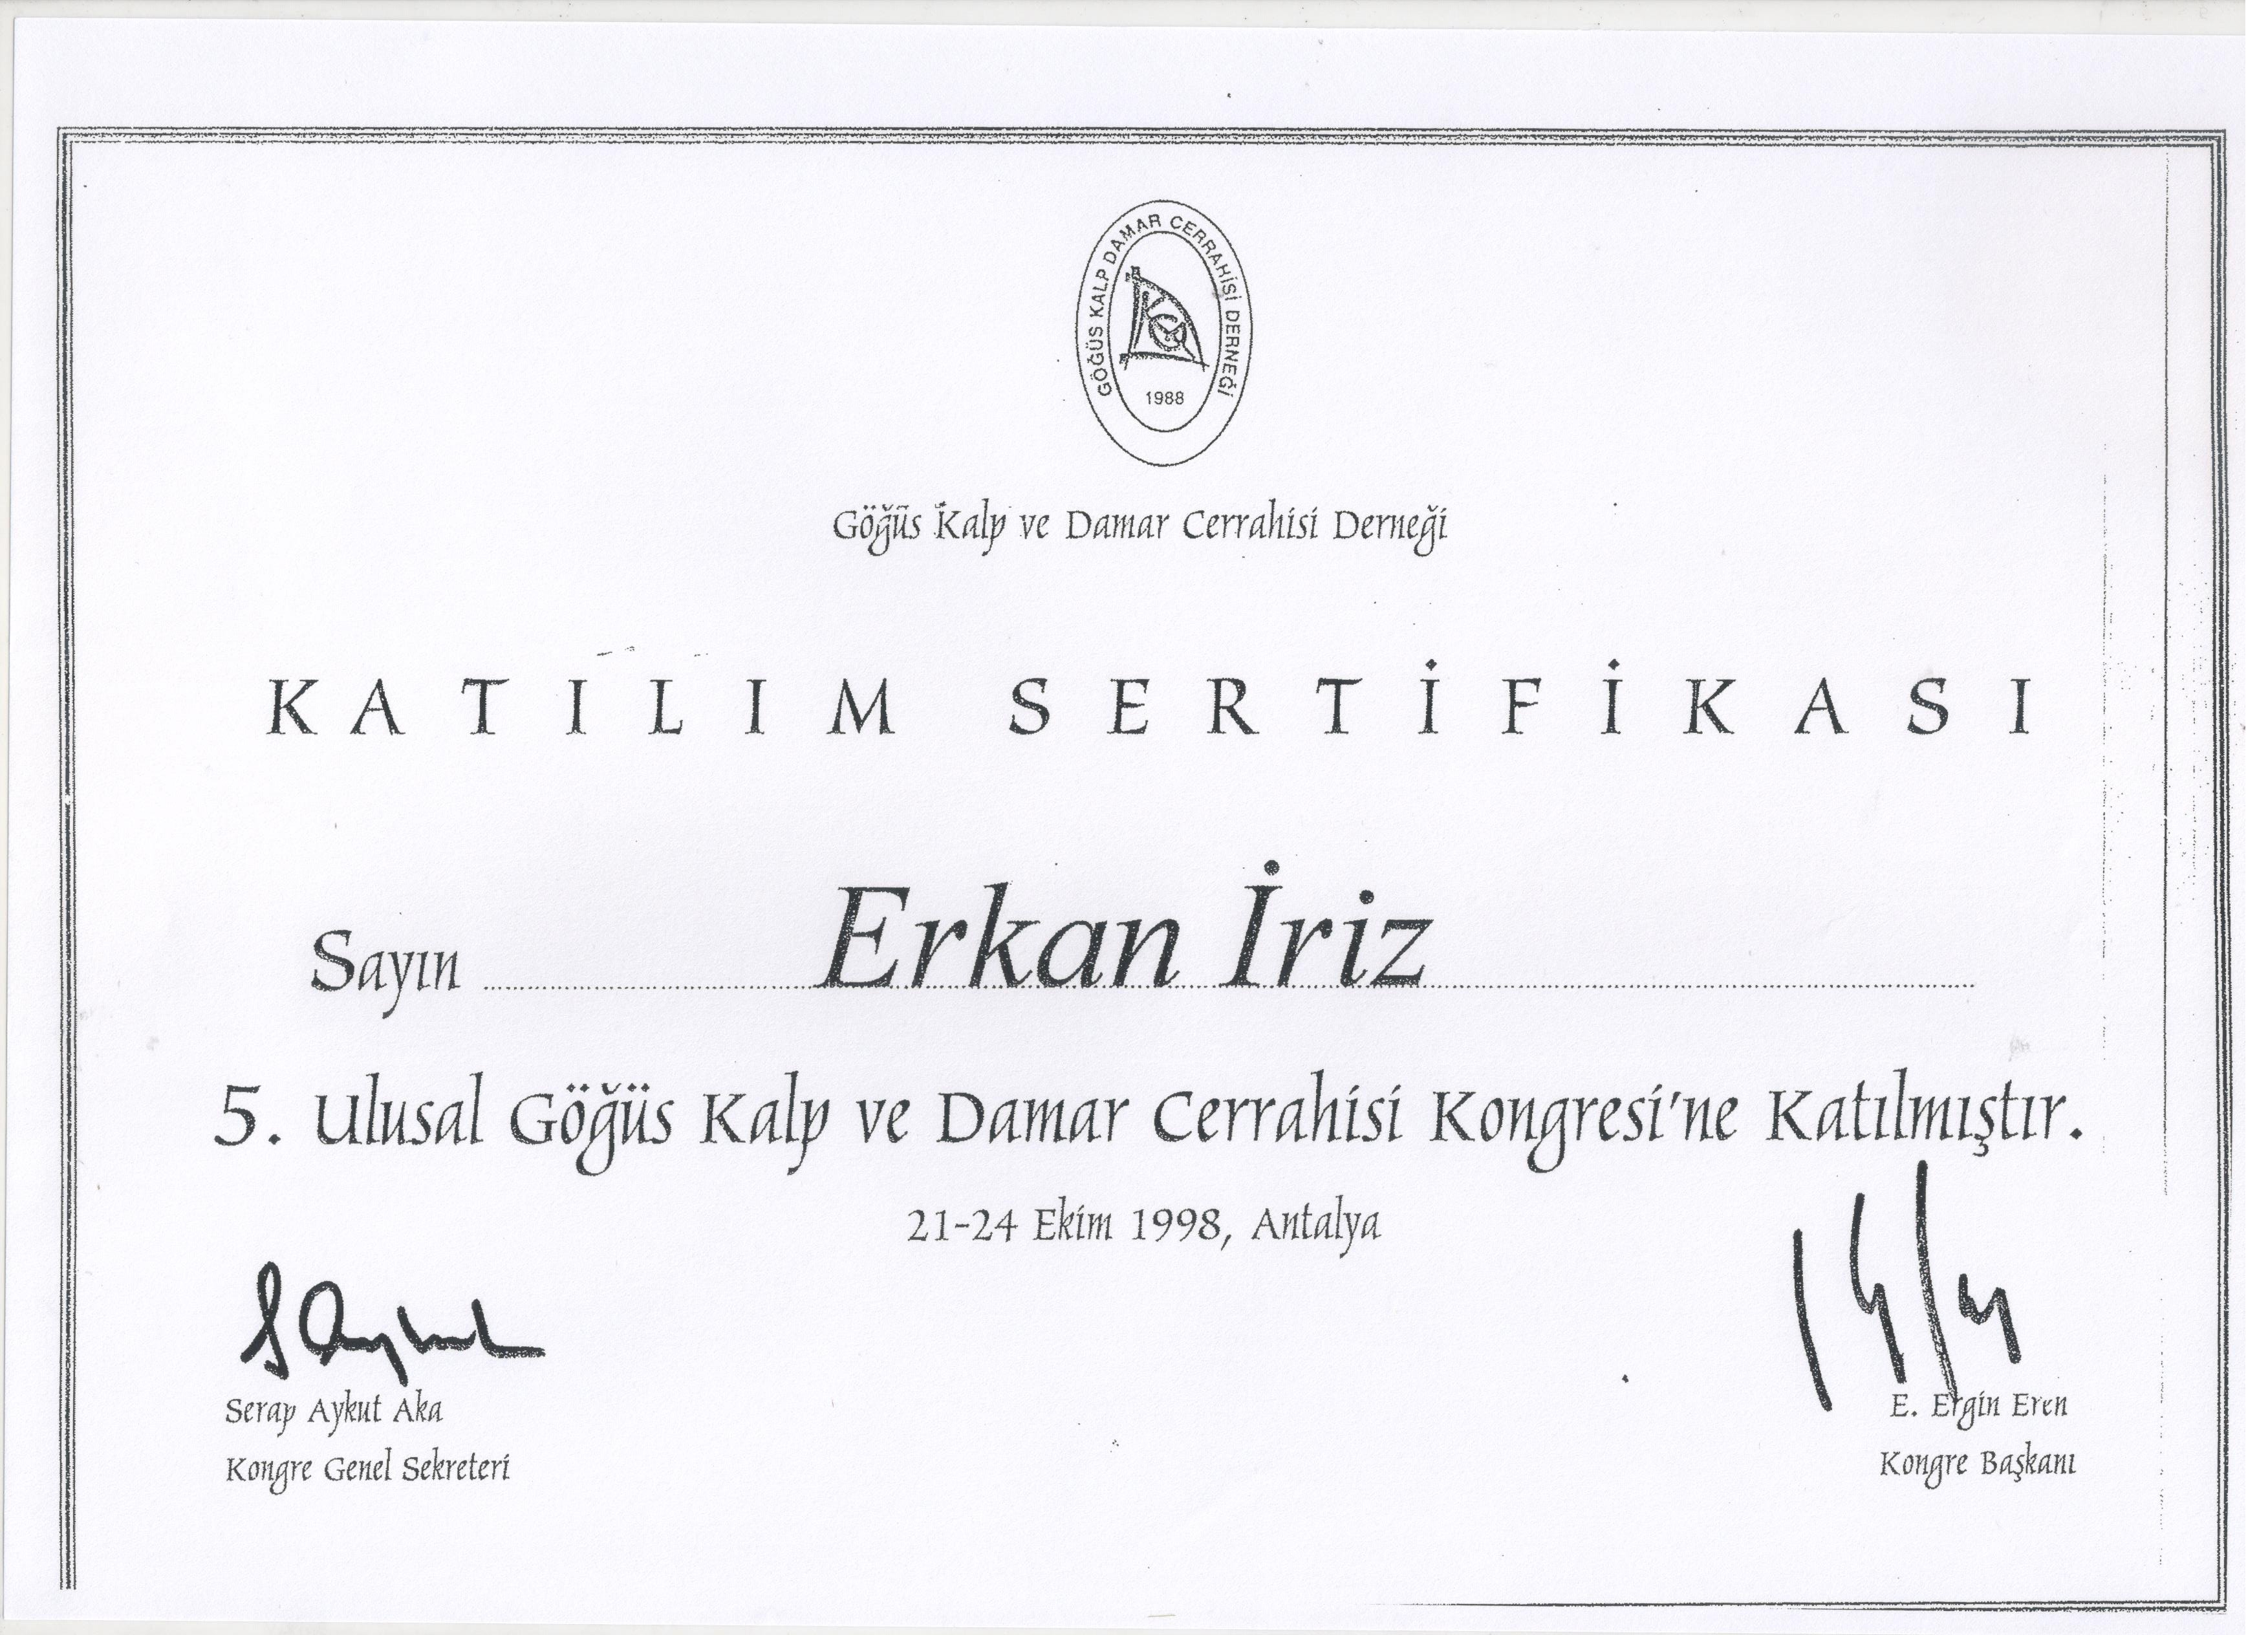 GÖĞÜS KALP DAMAR CERRAHİSİ DERNEĞİ
1988
Göğüs Kalp ve Damar Cerrahisi Derneği
KATILIM SERTİFİKASI
Sayın Erkan İriz
5. Ulusal Göğüs Kalp ve Damar Cerrahisi Kongresi'ne Katılmıştır.
21-24 Ekim 1998, Antalya
S Aykut
Serap Aykut Aka
E. Ergin Eren
Kongre Genel Sekreteri
Kongre Başkanı